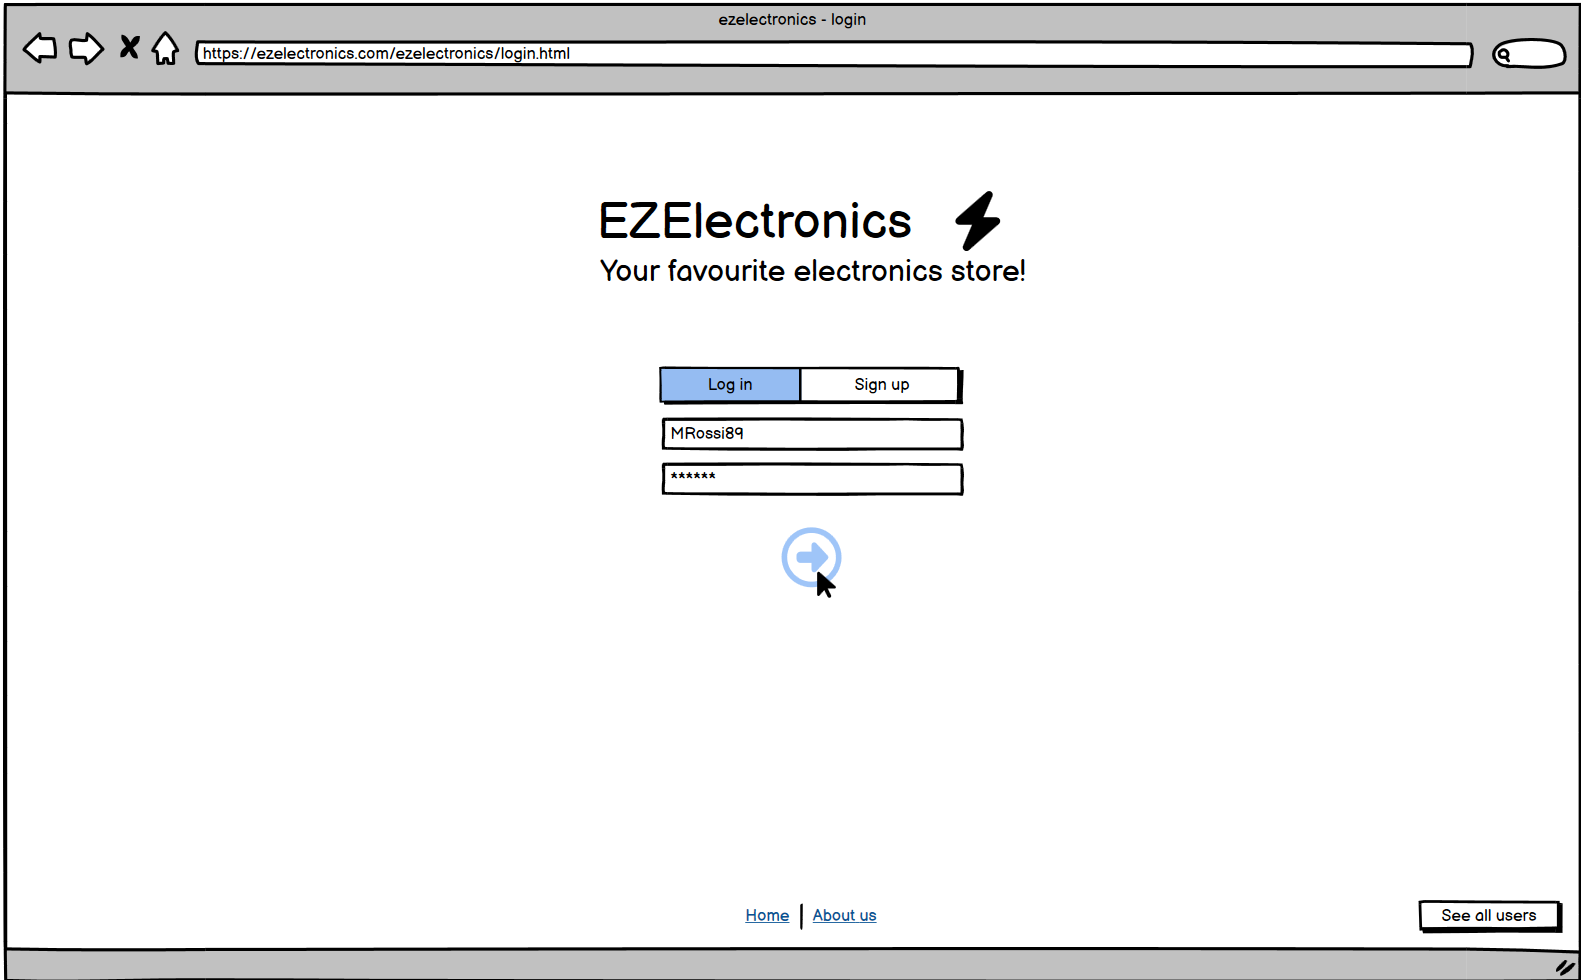 ezelectronics - login
https://ezelectronics.com/ezelectronics/login.html
EZElectronics
Your favourite electronics store!
Log in Sign up
MRossi89
******
Home About us
See all users